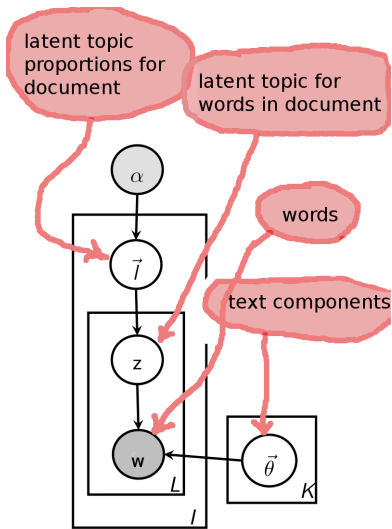 latent topic
proportions for
document
latent topic for
words in document
α
words
l⃗
text components
z
w
θ⃗
L
K
I